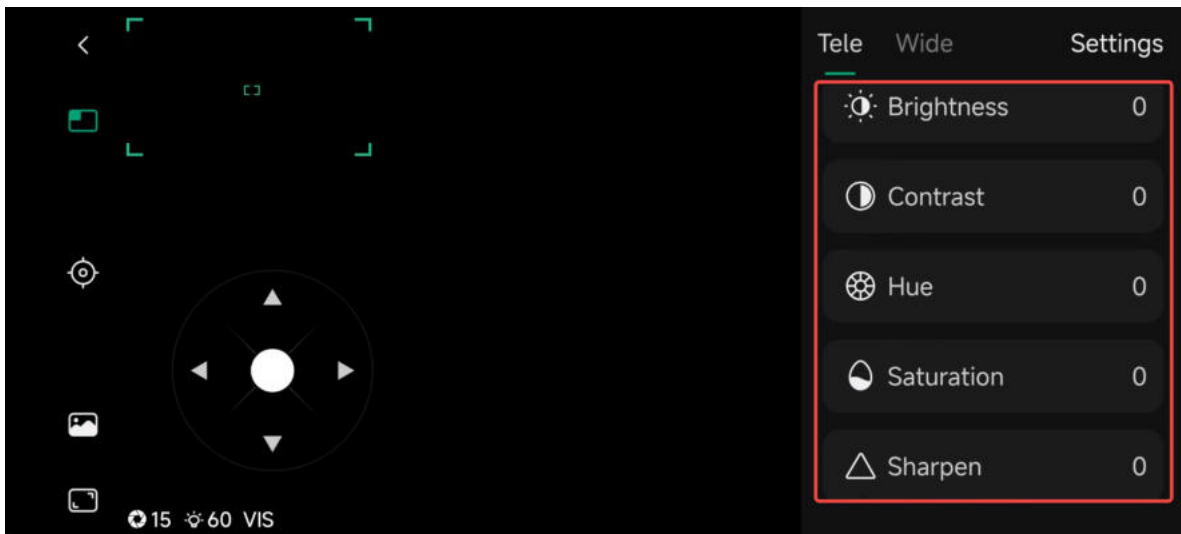 Tele Wide Settings
Brightness 0
Contrast 0
Hue 0
Saturation 0
Sharpen 0
15 60 VIS